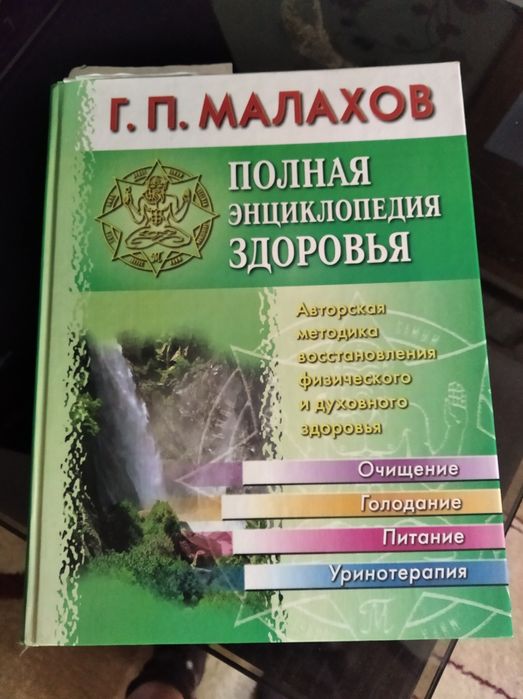 Г. П. МАЛАХОВ
ПОЛНАЯ
ЭНЦИКЛОПЕДИЯ
ЗДОРОВЬЯ
Авторская
методика
восстановления
физического
и духовного
здоровья
Очищение
Голодание
Питание
Уринотерапия